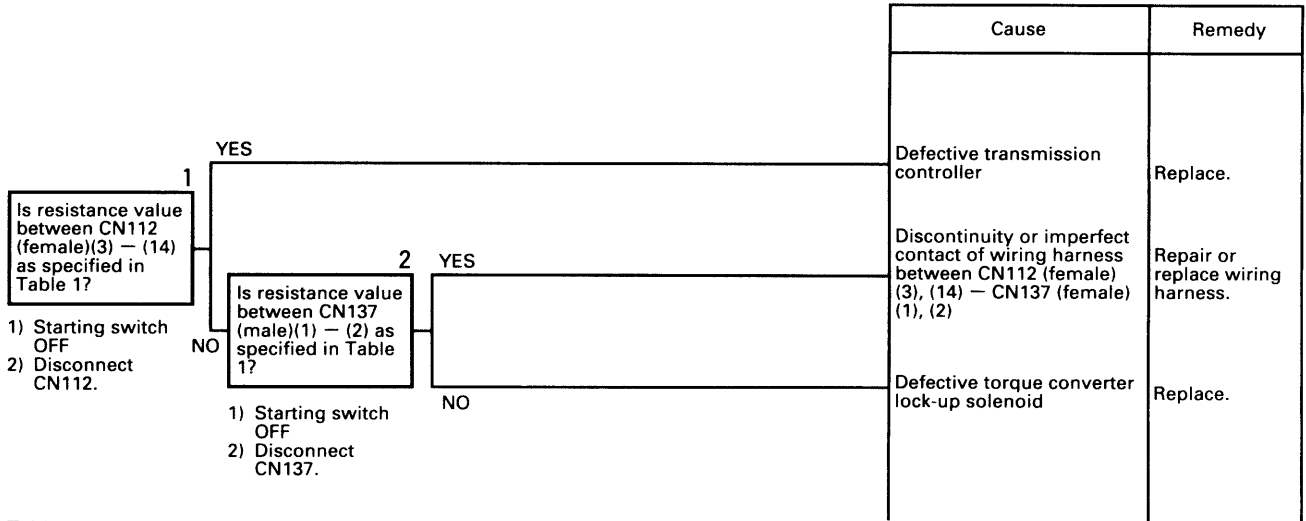 Cause
Remedy
YES
Defective transmission
controller
Replace.
1
Is resistance value
between CN112
(female)(3) — (14)
as specified in
Table 1?
1) Starting switch
OFF
2) Disconnect
CN112.
NO
2
YES
Is resistance value
between CN137
(male)(1) — (2) as
specified in Table
1?
1) Starting switch
OFF
2) Disconnect
CN137.
Discontinuity or imperfect
contact of wiring harness
between CN112 (female)
(3), (14) — CN137 (female)
(1), (2)
Repair or
replace wiring
harness.
NO
Defective torque converter
lock-up solenoid
Replace.